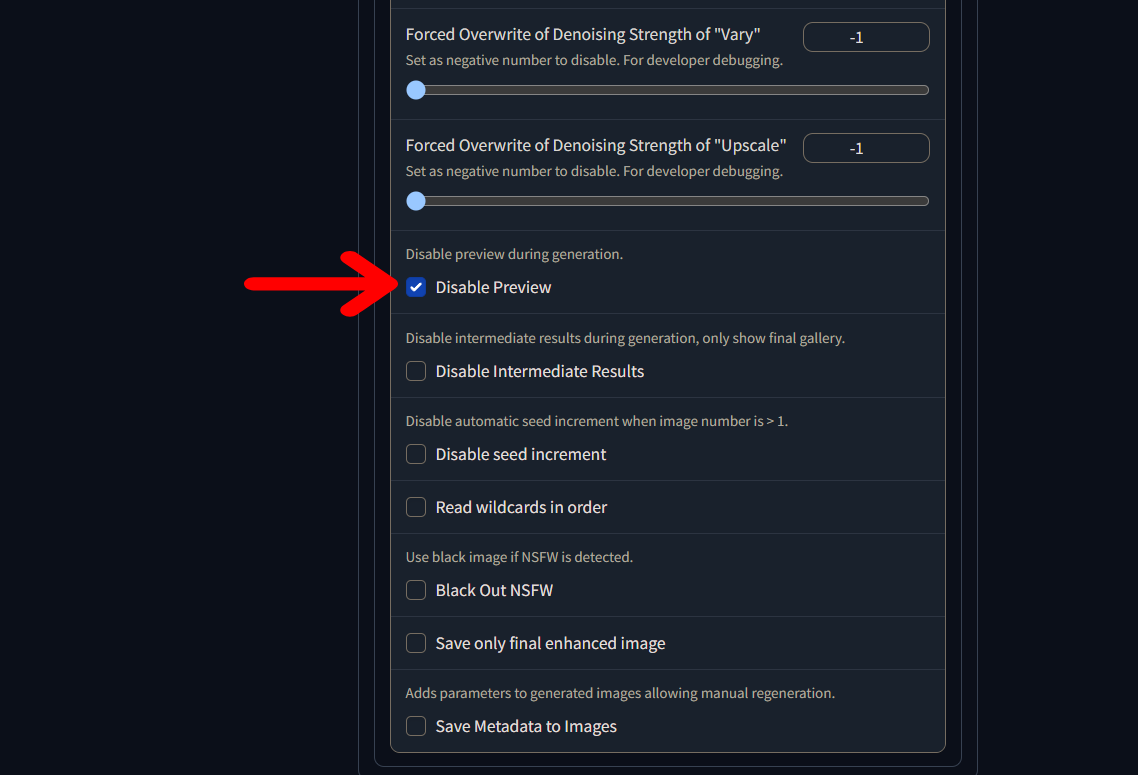 Forced Overwrite of Denoising Strength of "Vary"
-1
Set as negative number to disable. For developer debugging.
Forced Overwrite of Denoising Strength of "Upscale"
-1
Set as negative number to disable. For developer debugging.
Disable preview during generation.
Disable Preview
Disable intermediate results during generation, only show final gallery.
Disable Intermediate Results
Disable automatic seed increment when image number is > 1.
Disable seed increment
Read wildcards in order
Use black image if NSFW is detected.
Black Out NSFW
Save only final enhanced image
Adds parameters to generated images allowing manual regeneration.
Save Metadata to Images